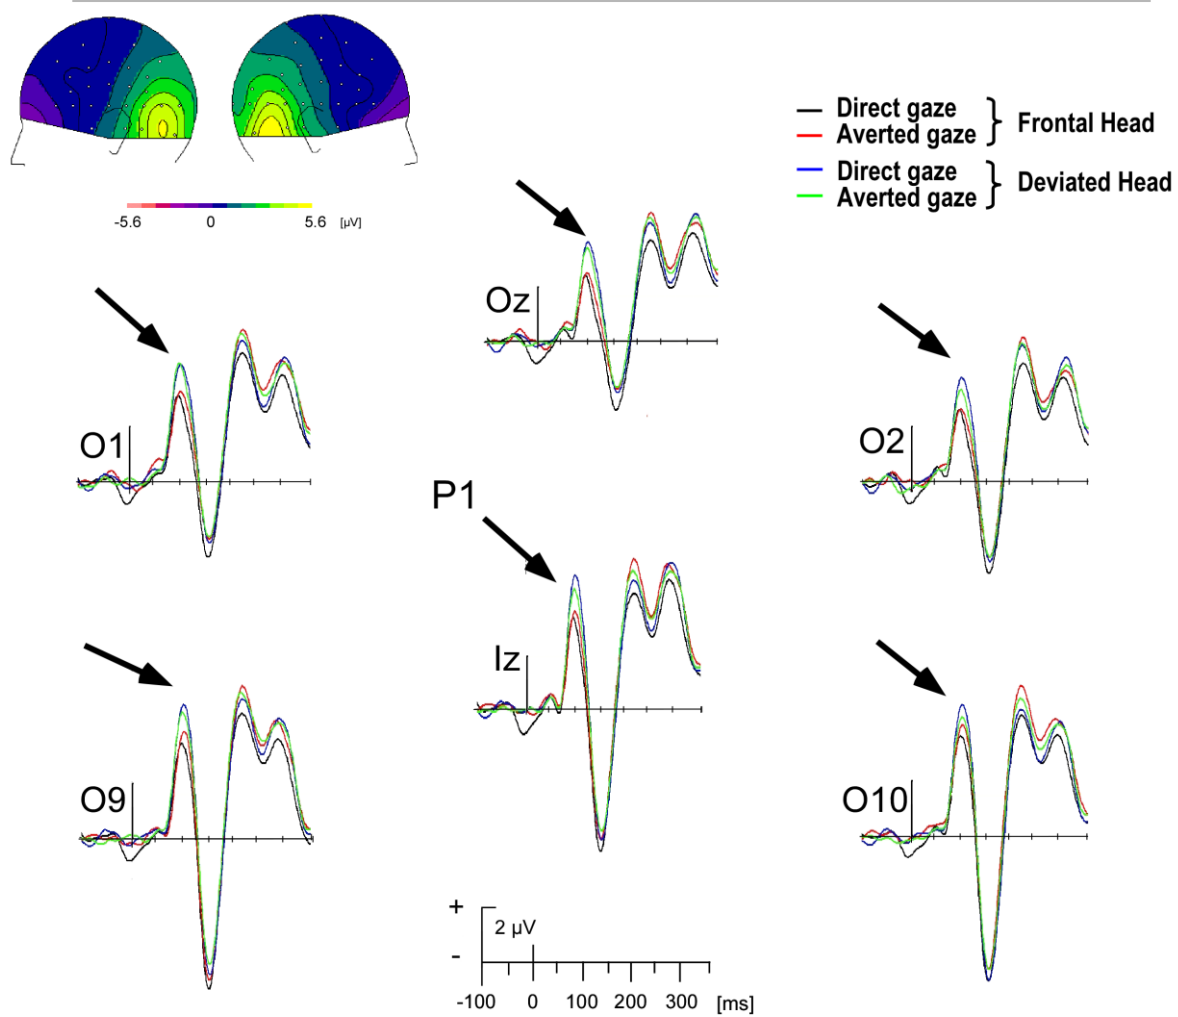 -5.6 0 5.6 [µV]
Direct gaze
Averted gaze
Frontal Head
Direct gaze
Averted gaze
Deviated Head
Oz
O1
O2
P1
Iz
O9
O10
+
2 µV
-
-100 0 100 200 300 [ms]